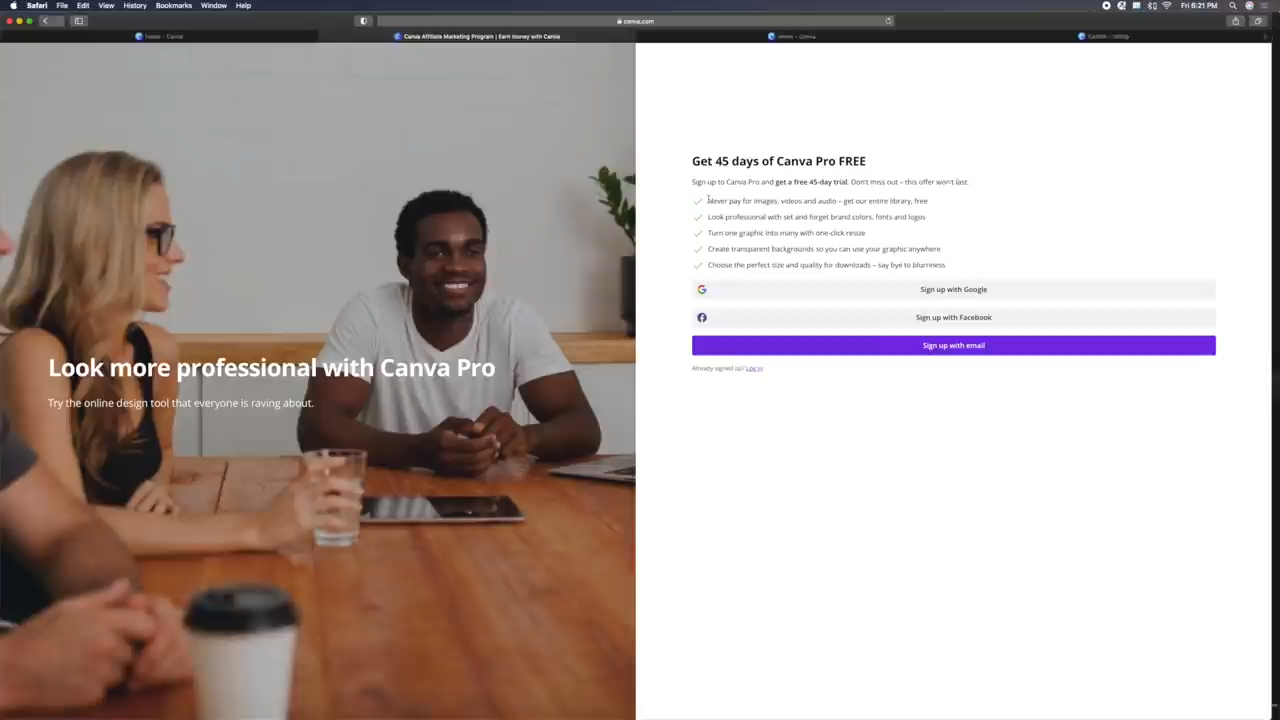 Safari File Edit View History Bookmarks Window Help
Fri 6:21 PM
canva.com
Home - Canva
Canva Affiliate Marketing Program | Earn Money with Canva
Look more professional with Canva Pro
Try the online design tool that everyone is raving about.
Get 45 days of Canva Pro FREE
Sign up to Canva Pro and get a free 45-day trial. Don't miss out – this offer won't last.
Never pay for images, videos and audio – get our entire library, free
Look professional with set and forget brand colors, fonts and logos
Turn one graphic into many with one-click resize
Create transparent backgrounds so you can use your graphic anywhere
Choose the perfect size and quality for downloads – say bye to blurriness
Sign up with Google
Sign up with Facebook
Sign up with email
Already signed up? Log in